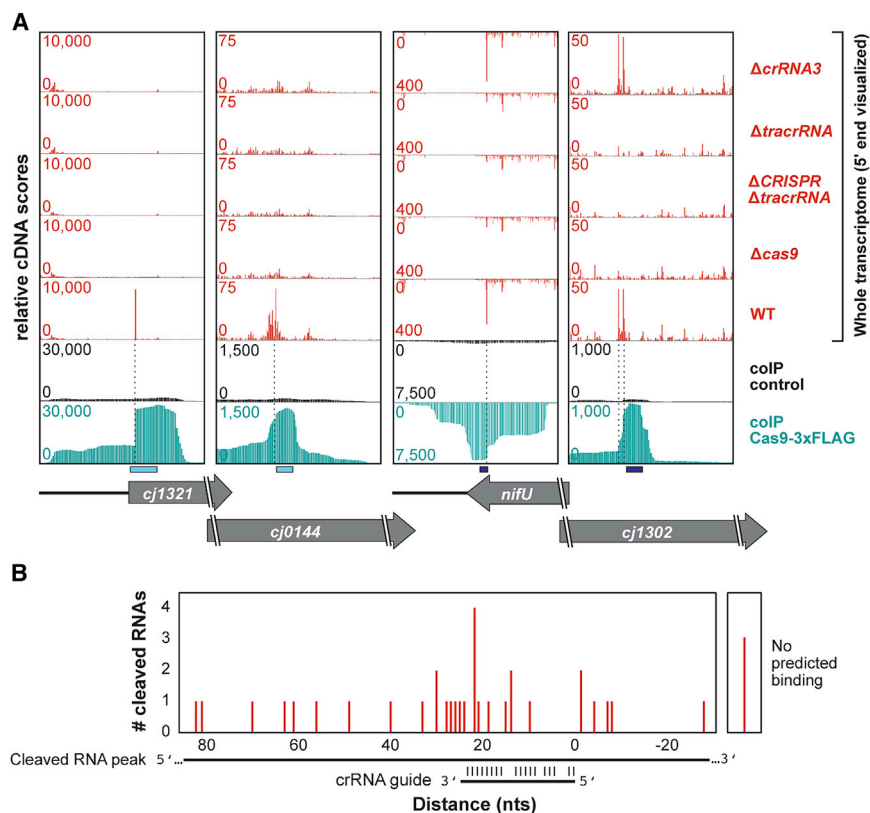 A
relative cDNA scores
10,000
0
75
0
0
400
50
0
ΔcrRNA3
10,000
0
75
0
0
400
50
0
ΔtracrRNA
10,000
0
75
0
0
400
50
0
ΔCRISPR
ΔtracrRNA
10,000
0
75
0
0
400
50
0
Δcas9
10,000
0
75
0
0
400
50
0
WT
Whole transcriptome (5' end visualized)
30,000
0
1,500
0
0
7,500
1,000
0
coIP
control
30,000
0
1,500
0
0
7,500
1,000
0
coIP
Cas9-3xFLAG
cj1321
nifU
cj0144
cj1302
B
# cleaved RNAs
4
3
2
1
0
80 60 40 20 0 -20
No
predicted
binding
Cleaved RNA peak 5'... ...3'
crRNA guide 3' 5'
Distance (nts)